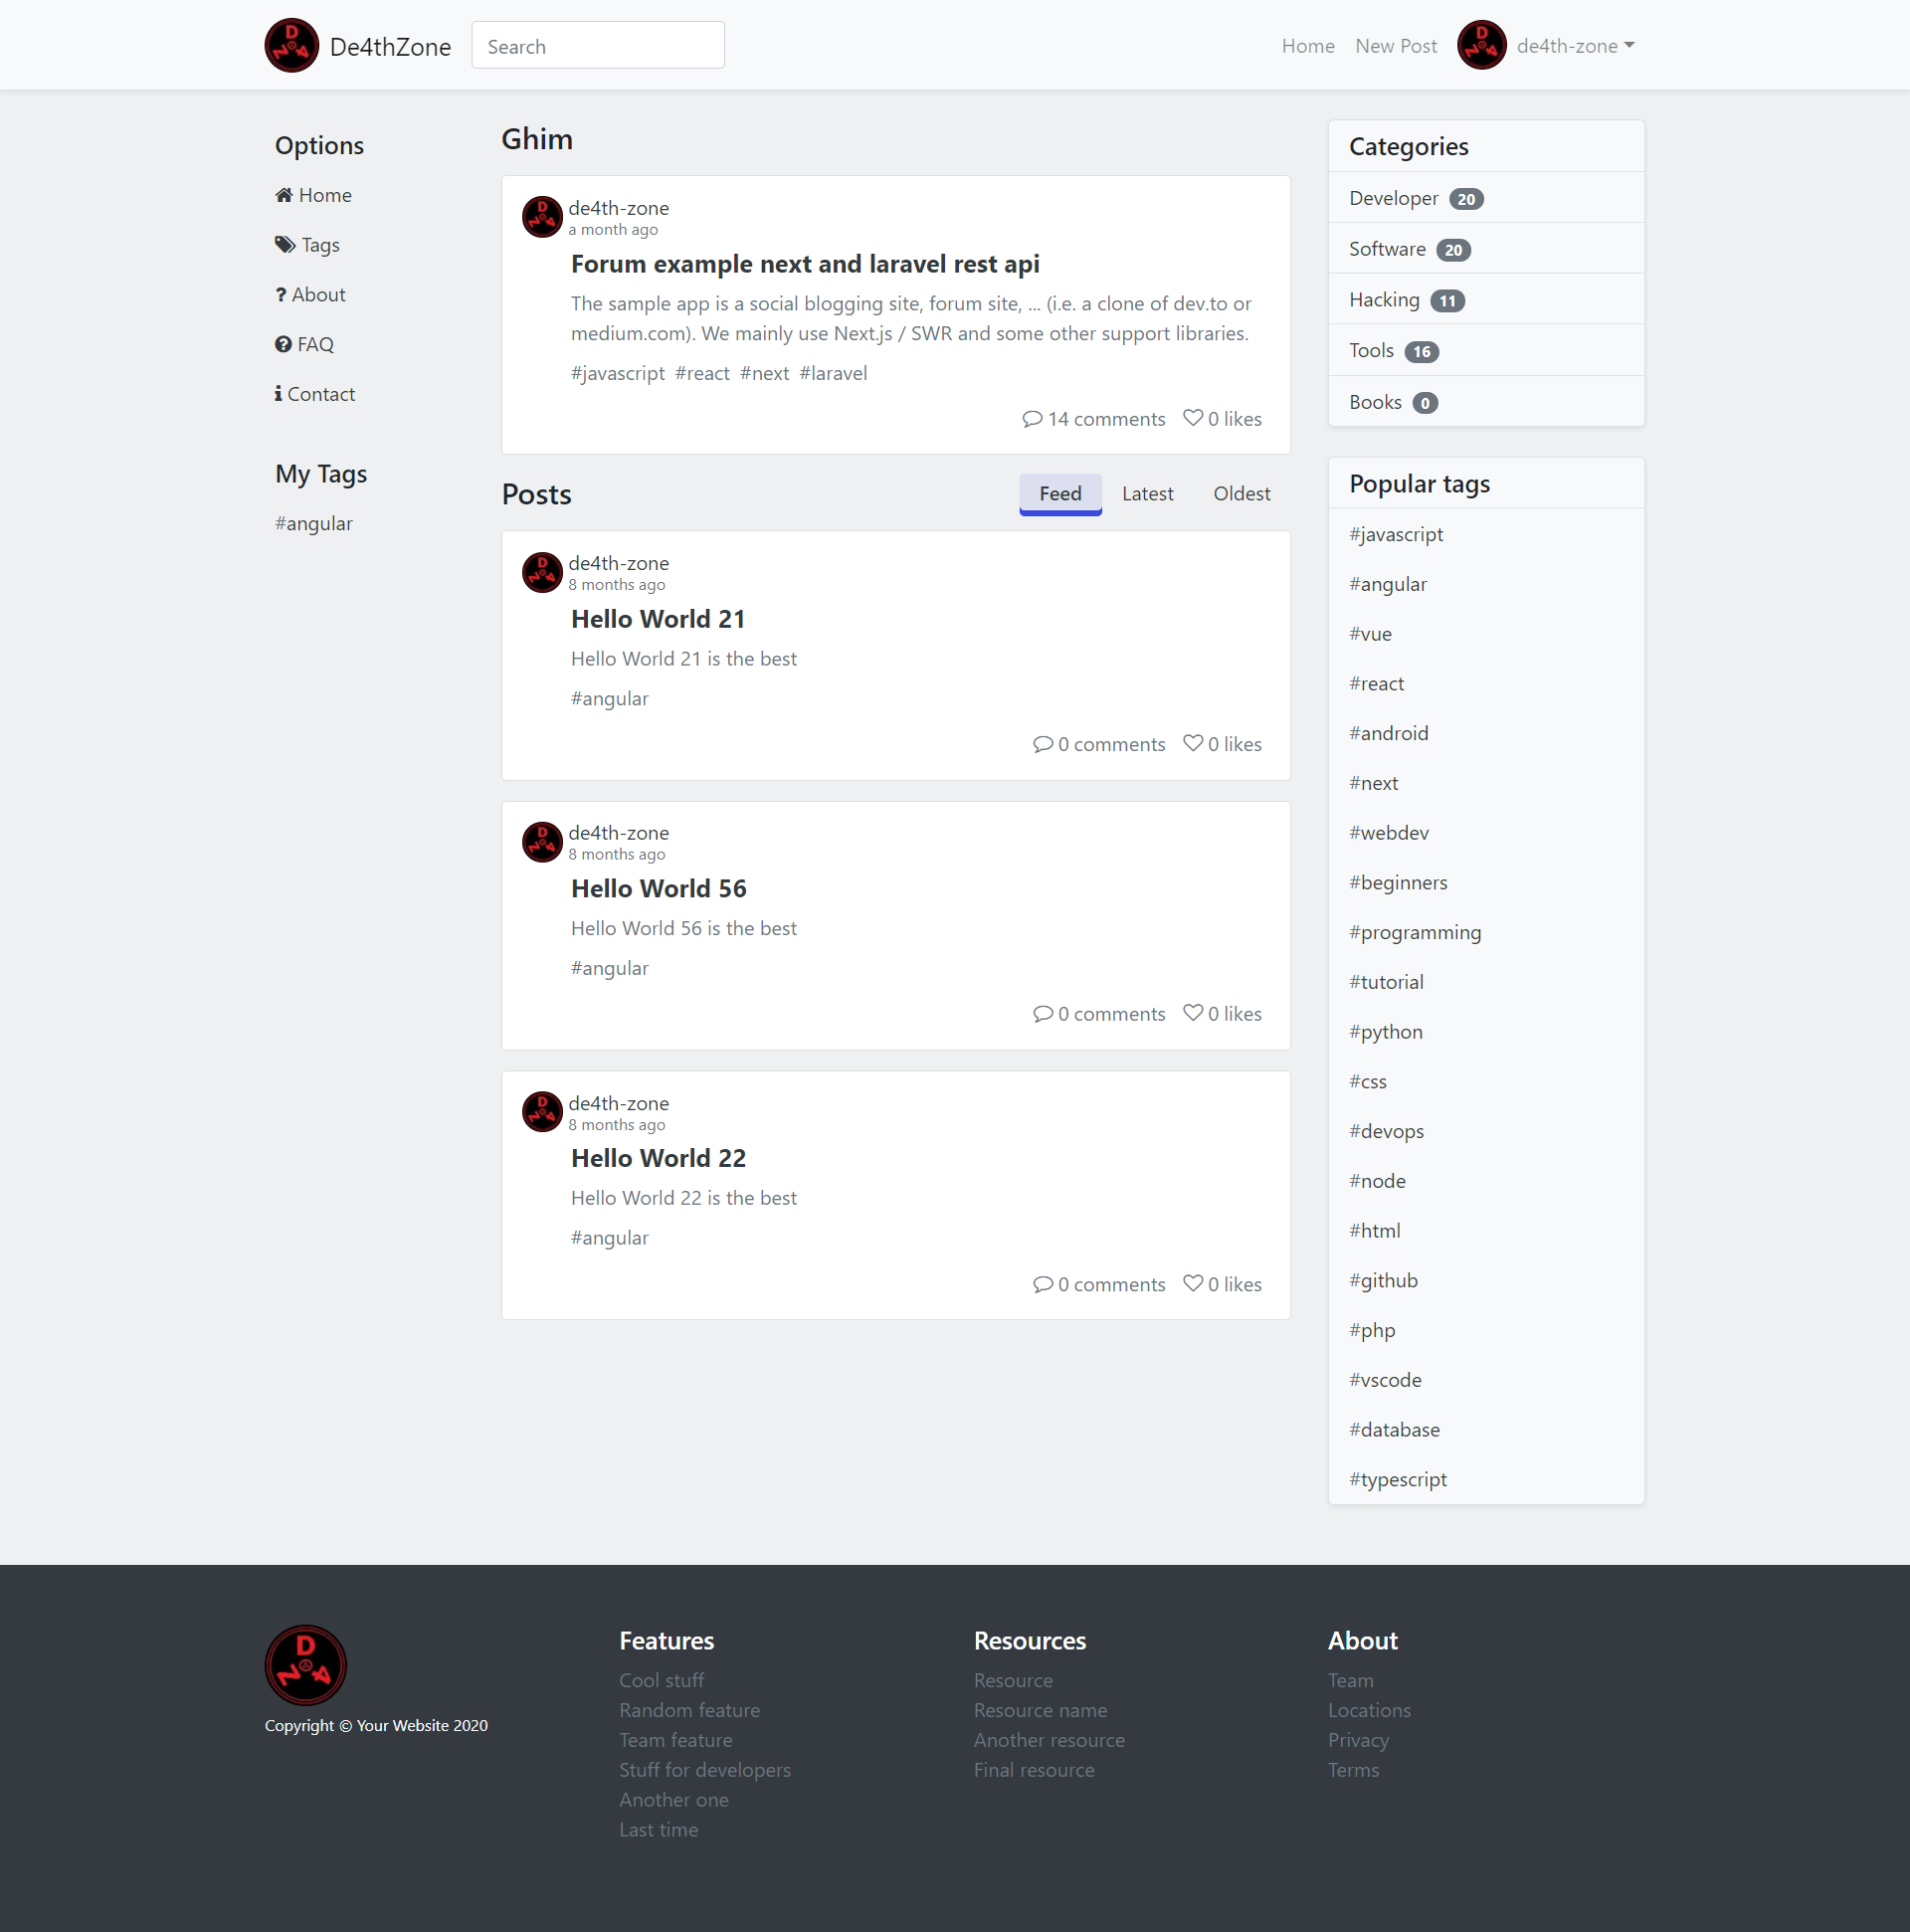 De4thZone
Search
Home
New Post
de4th-zone
Options
Home
Tags
? About
FAQ
Contact
My Tags
#angular
Ghim
de4th-zone
a month ago
Forum example next and laravel rest api
The sample app is a social blogging site, forum site, ... (i.e. a clone of dev.to or
medium.com). We mainly use Next.js / SWR and some other support libraries.
#javascript #react #next #laravel
14 comments 0 likes
Posts
Feed Latest Oldest
de4th-zone
8 months ago
Hello World 21
Hello World 21 is the best
#angular
0 comments 0 likes
de4th-zone
8 months ago
Hello World 56
Hello World 56 is the best
#angular
0 comments 0 likes
de4th-zone
8 months ago
Hello World 22
Hello World 22 is the best
#angular
0 comments 0 likes
Categories
Developer 20
Software 20
Hacking 11
Tools 16
Books 0
Popular tags
#javascript
#angular
#vue
#react
#android
#next
#webdev
#beginners
#programming
#tutorial
#python
#css
#devops
#node
#html
#github
#php
#vscode
#database
#typescript
Copyright © Your Website 2020
Features
Cool stuff
Random feature
Team feature
Stuff for developers
Another one
Last time
Resources
Resource
Resource name
Another resource
Final resource
About
Team
Locations
Privacy
Terms